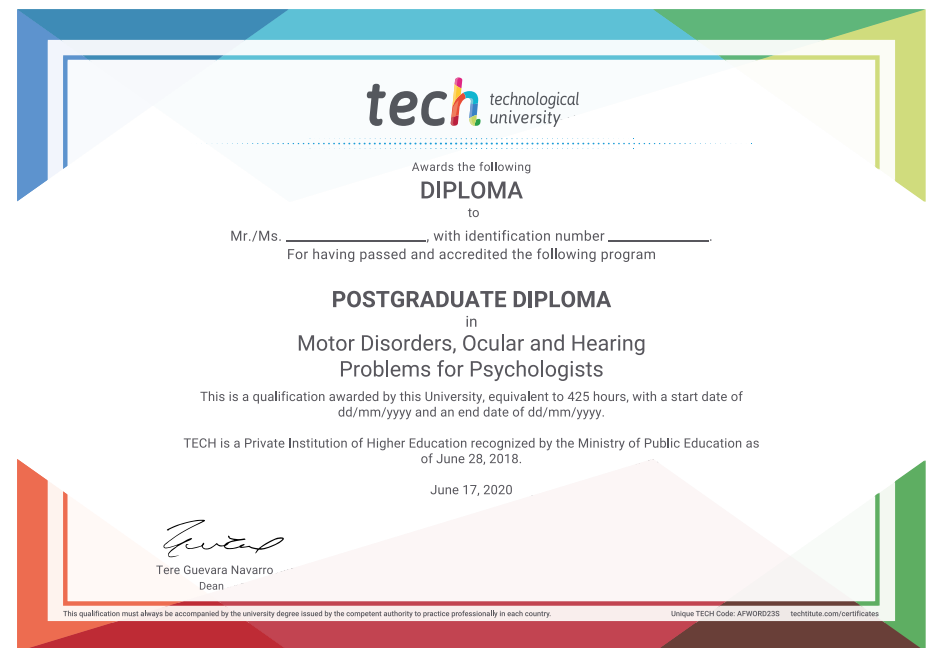 tech technological
university
Awards the following
DIPLOMA
to
Mr./Ms. ____________, with identification number ____________.
For having passed and accredited the following program
POSTGRADUATE DIPLOMA
in
Motor Disorders, Ocular and Hearing
Problems for Psychologists
This is a qualification awarded by this University, equivalent to 425 hours, with a start date of
dd/mm/yyyy and an end date of dd/mm/yyyy.
TECH is a Private Institution of Higher Education recognized by the Ministry of Public Education as
of June 28, 2018.
June 17, 2020
Tere Guevara Navarro
Dean
This qualification must always be accompanied by the university degree issued by the competent authority to practice professionally in each country. Unique TECH Code: AFWORD23S techtitute.com/certificates